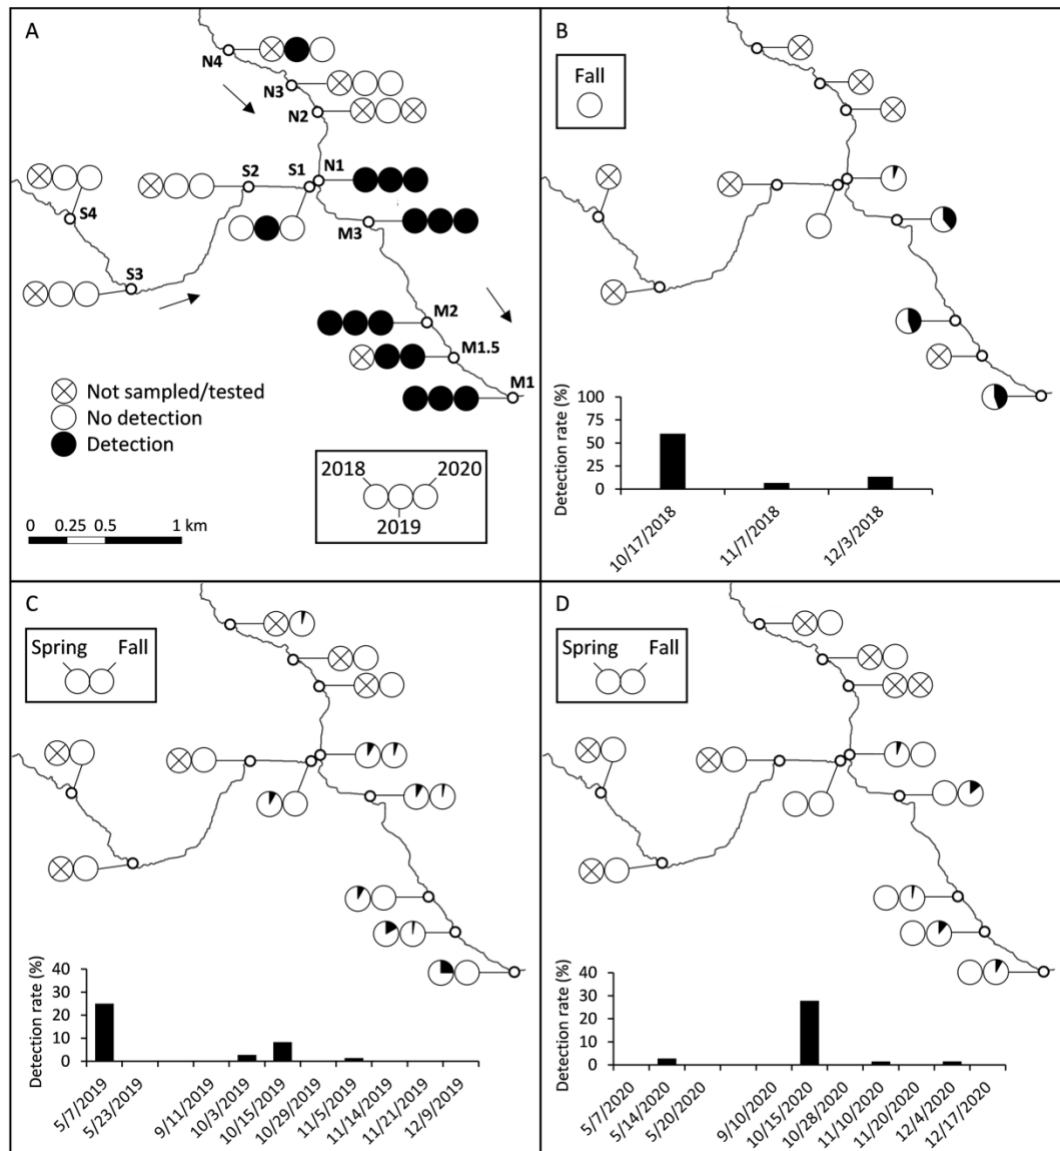 A
N4
N3
N2
N1
S1
S2
S4
S3
M3
M2
M1.5
M1
Not sampled/tested
No detection
Detection
2018
2020
2019
0 0.25 0.5 1 km
B
Fall
Detection rate (%)
100
75
50
25
0
10/17/2018
11/7/2018
12/3/2018
C
Spring Fall
Detection rate (%)
40
30
20
10
0
5/7/2019
5/23/2019
9/11/2019
10/3/2019
10/15/2019
10/29/2019
11/5/2019
11/14/2019
11/21/2019
12/9/2019
D
Spring Fall
Detection rate (%)
40
30
20
10
0
5/7/2020
5/14/2020
5/20/2020
9/10/2020
10/15/2020
10/28/2020
11/10/2020
11/20/2020
12/4/2020
12/17/2020